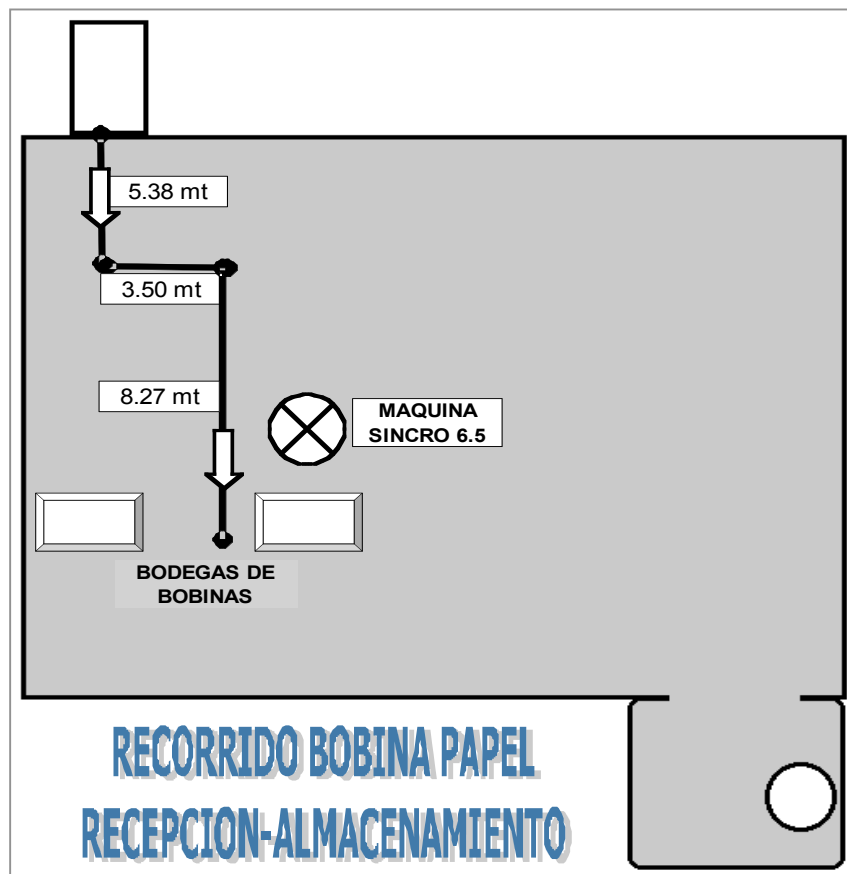 5.38 mt
3.50 mt
8.27 mt
MAQUINA
SINCRO 6.5
BODEGAS DE
BOBINAS
RECORRIDO BOBINA PAPEL
RECEPCION-ALMACENAMIENTO